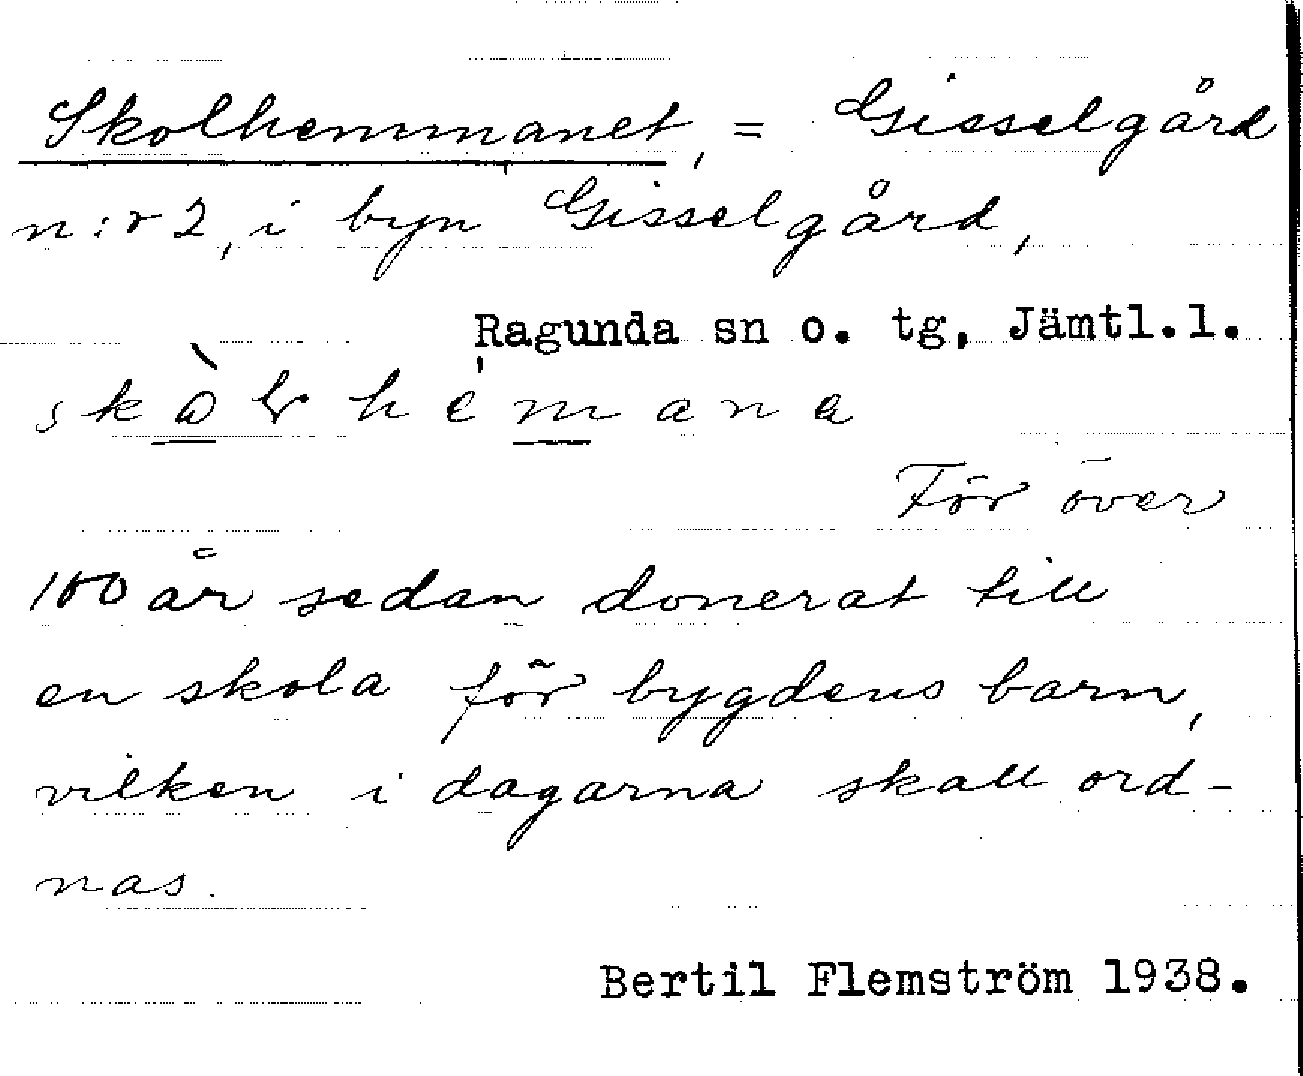 Skolhemmanet, = Gisselgård
n:r 2, i byn Gisselgård,
Ragunda sn o. tg, Jämtl.l.
För över
100 år sedan donerat till
en skola för bygdens barn,
vilken i dagarna skall ord-
nas.
Bertil Flemström 1938.